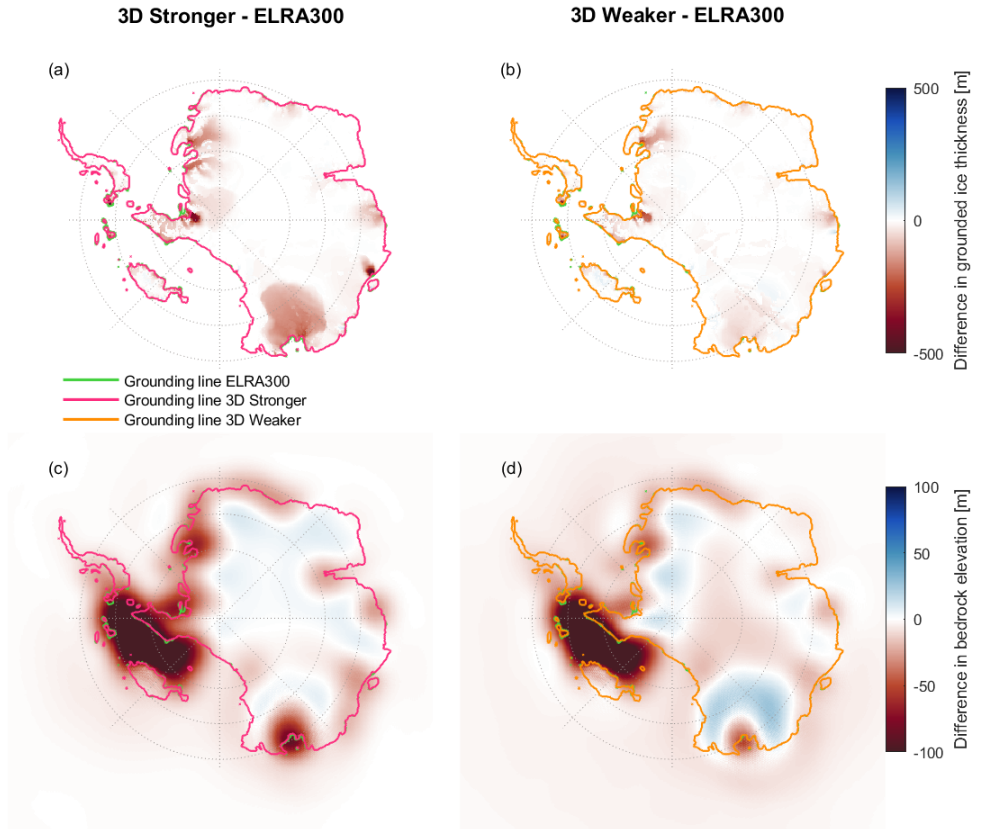 3D Stronger - ELRA300
3D Weaker - ELRA300
(a)
(b)
500
0
-500
Difference in grounded ice thickness [m]
Grounding line ELRA300
Grounding line 3D Stronger
Grounding line 3D Weaker
(c)
(d)
100
50
0
-50
-100
Difference in bedrock elevation [m]